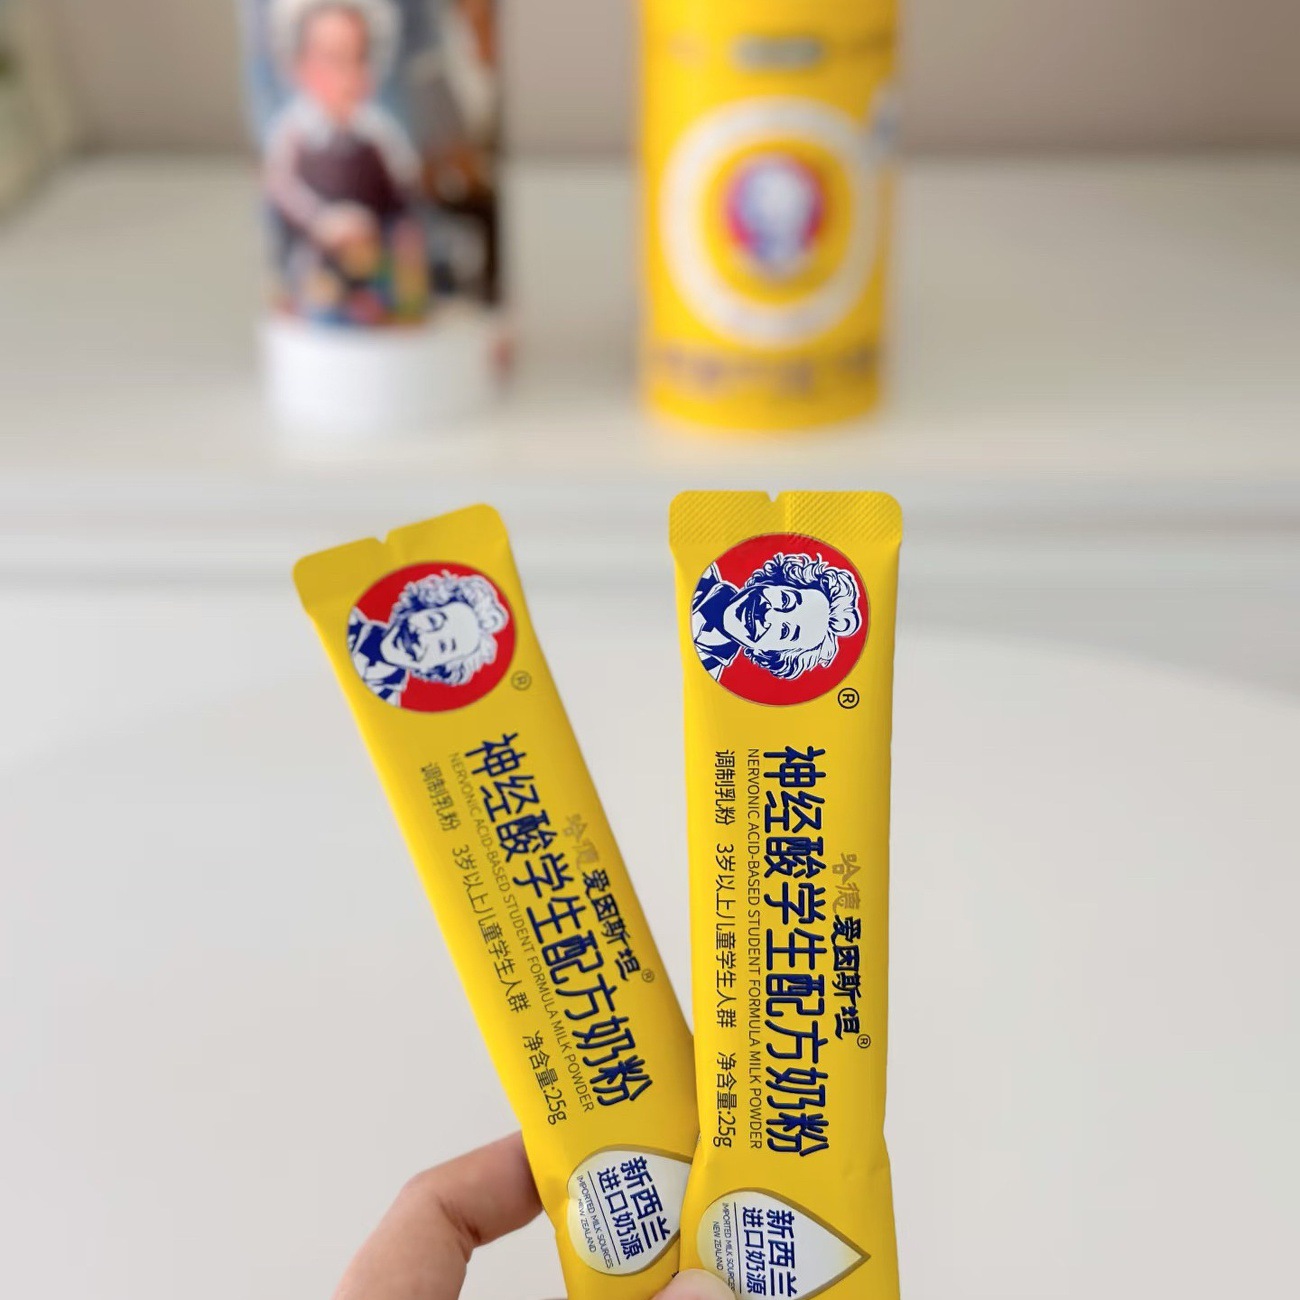 哈德 爱因斯坦®
神经酸学生配方奶粉
NERVONIC ACID-BASED STUDENT FORMULA MILK POWDER
调制乳粉 3岁以上儿童学生人群 净含量:25g
新西兰
进口奶源
IMPORTED MILK SOURCES
NEW ZEALAND
®
哈德 爱因斯坦®
神经酸学生配方奶粉
NERVONIC ACID-BASED STUDENT FORMULA MILK POWDER
调制乳粉 3岁以上儿童学生人群 净含量:25g
新西兰
进口奶源
IMPORTED MILK SOURCES
NEW ZEALAND
®